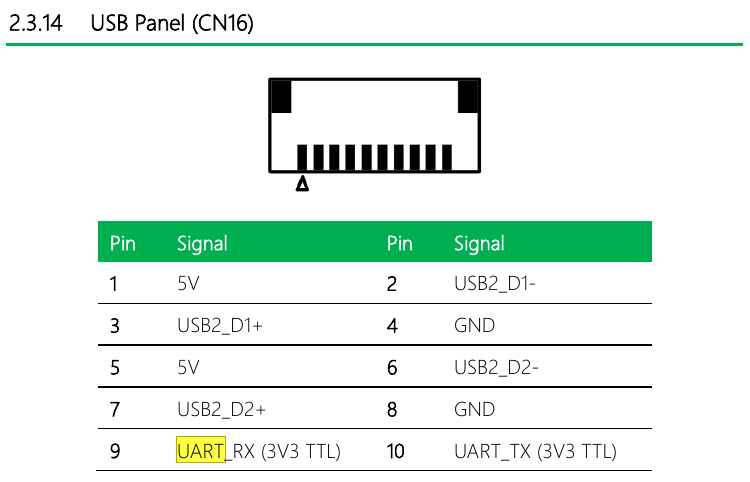 2.3.14 USB Panel (CN16)
Pin Signal Pin Signal
1 5V 2 USB2_D1-
3 USB2_D1+ 4 GND
5 5V 6 USB2_D2-
7 USB2_D2+ 8 GND
9 UART_RX (3V3 TTL) 10 UART_TX (3V3 TTL)